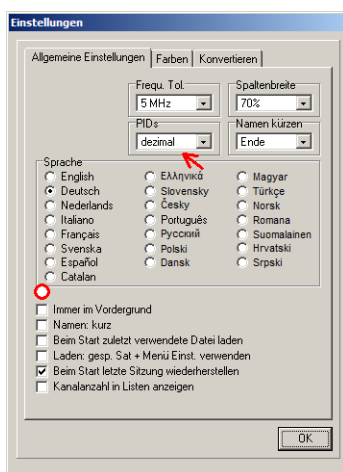 Einstellungen
Allgemeine Einstellungen Farben Konvertieren
Frequ. Tol. Spaltenbreite
5 MHz 70%
PIDs Namen kürzen
dezimal Ende
Sprache
English Ελληνικά Magyar
Deutsch Slovensky Türkçe
Nederlands Česky Norsk
Italiano Português Romana
Français Русский Suomalainen
Svenska Polski Hrvatski
Español Dansk Srpski
Catalan
Immer im Vordergrund
Namen: kurz
Beim Start zuletzt verwendete Datei laden
Laden: gesp. Sat + Menü Einst. verwenden
Beim Start letzte Sitzung wiederherstellen
Kanalanzahl in Listen anzeigen
OK